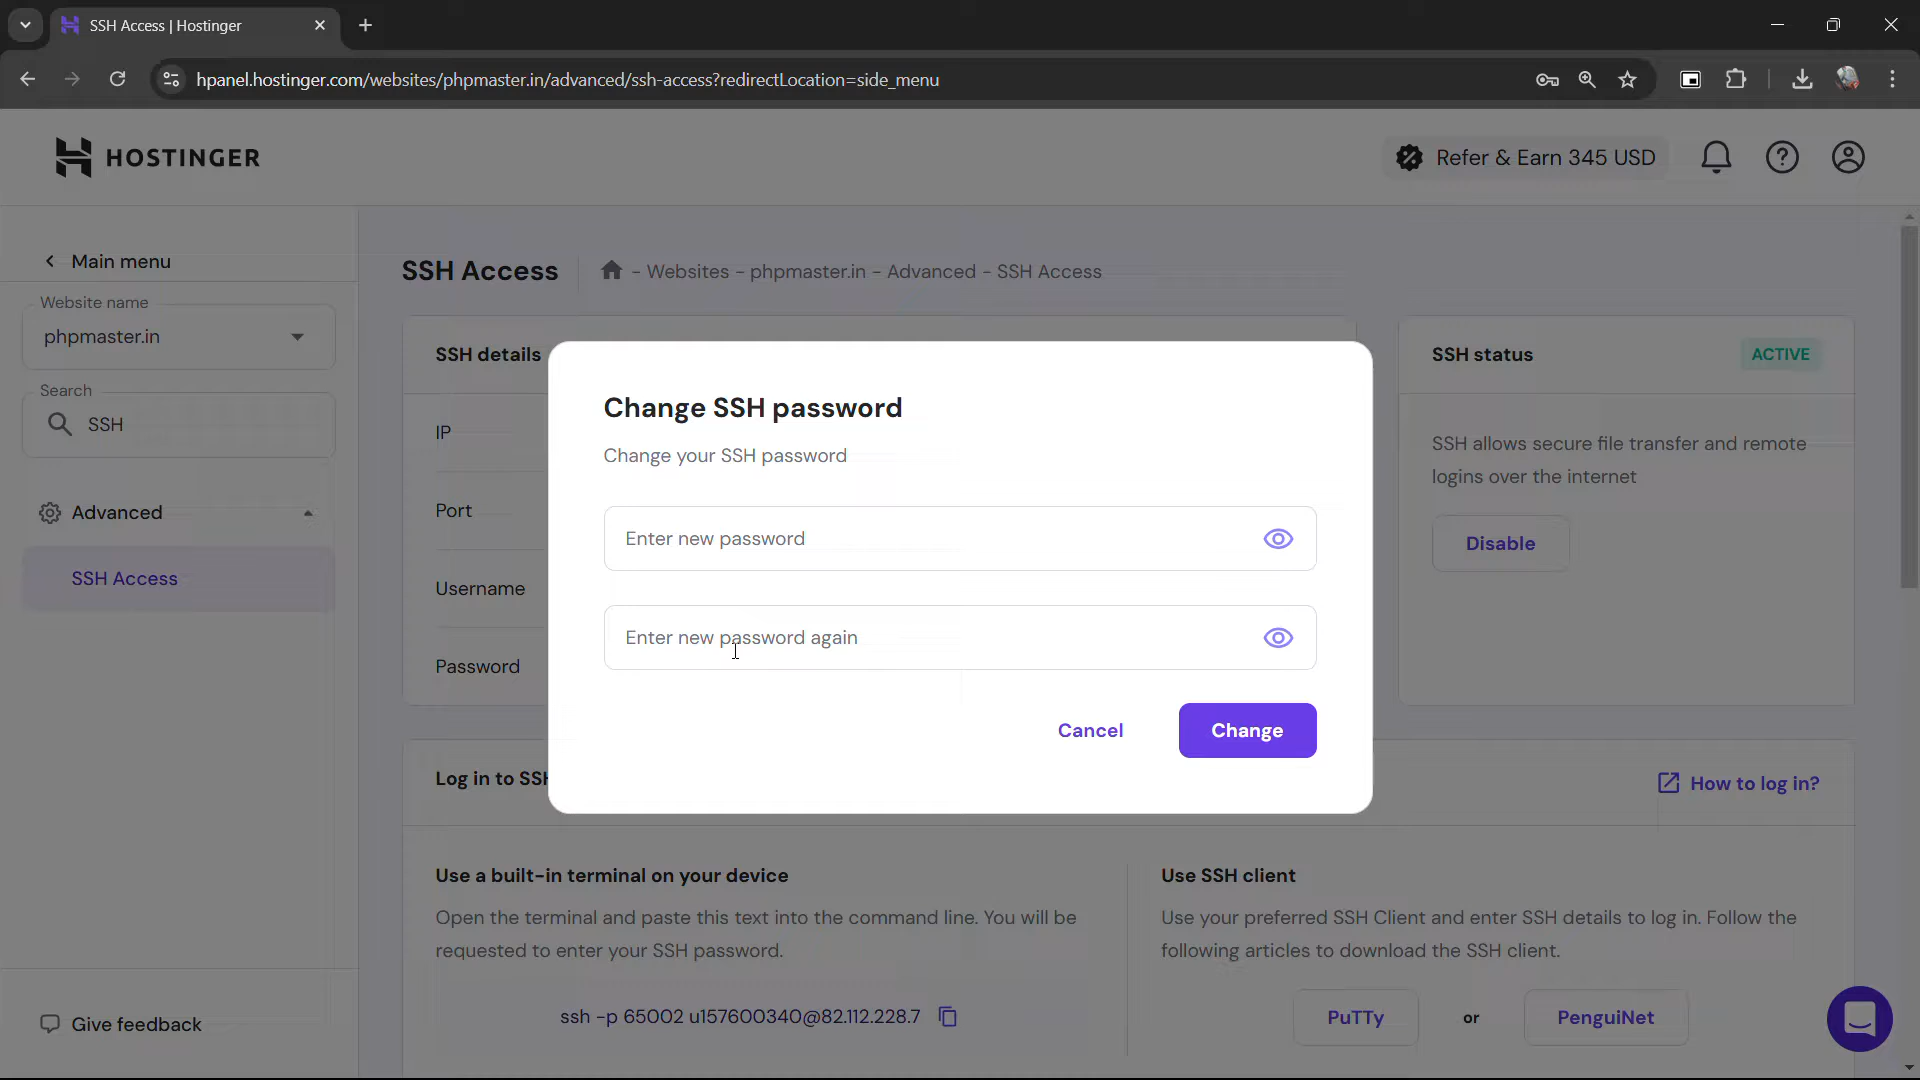 SSH Access | Hostinger
hpanel.hostinger.com/websites/phpmaster.in/advanced/ssh-access?redirectLocation=side_menu
HOSTINGER
Refer & Earn 345 USD
Main menu
SSH Access
- Websites - phpmaster.in - Advanced - SSH Access
Website name
phpmaster.in
Search
SSH
Advanced
SSH Access
Give feedback
SSH details
IP
Port
Username
Password
Change SSH password
Change your SSH password
Enter new password
Enter new password again
Cancel
Change
SSH status
ACTIVE
SSH allows secure file transfer and remote
logins over the internet
Disable
Log in to SSH
How to log in?
Use a built-in terminal on your device
Open the terminal and paste this text into the command line. You will be
requested to enter your SSH password.
ssh -p 65002 u157600340@82.112.228.7
Use SSH client
Use your preferred SSH Client and enter SSH details to log in. Follow the
following articles to download the SSH client.
PuTTy
or
PenguiNet